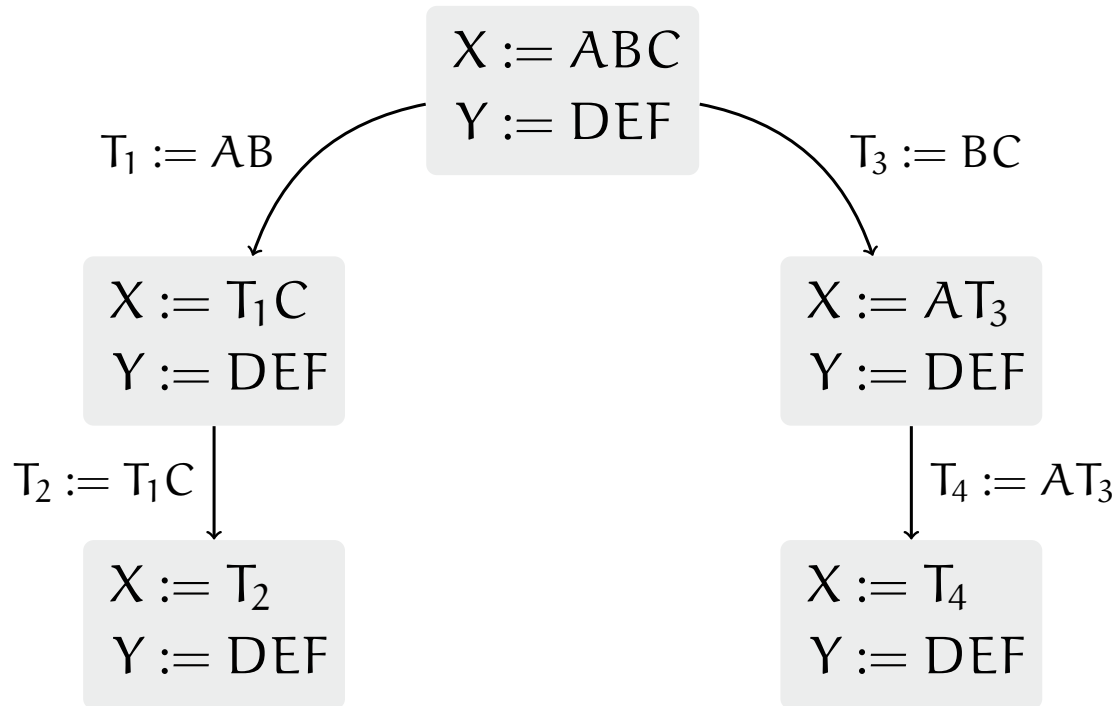 X := ABC
Y := DEF
T₁ := AB
T₃ := BC
X := T₁C
Y := DEF
X := AT₃
Y := DEF
T₂ := T₁C
T₄ := AT₃
X := T₂
Y := DEF
X := T₄
Y := DEF